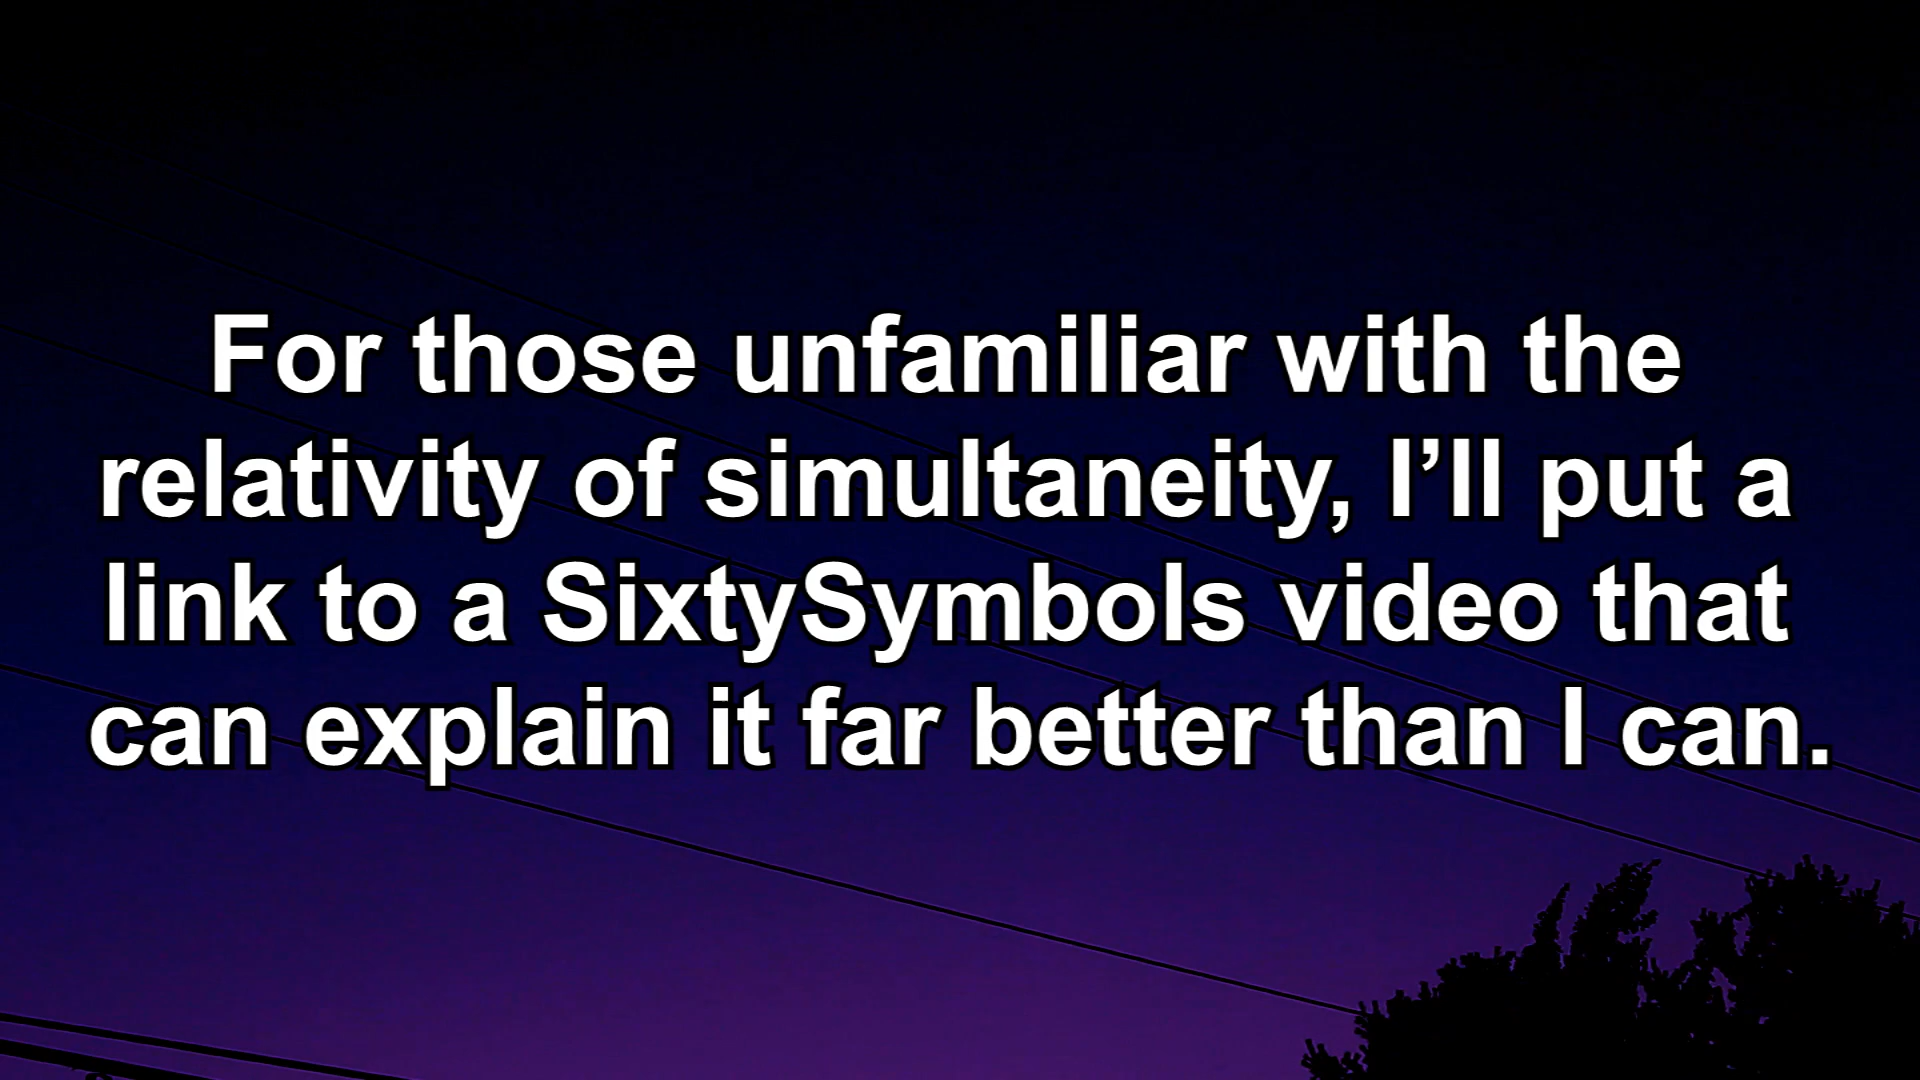 For those unfamiliar with the
relativity of simultaneity, I’ll put a
link to a SixtySymbols video that
can explain it far better than I can.